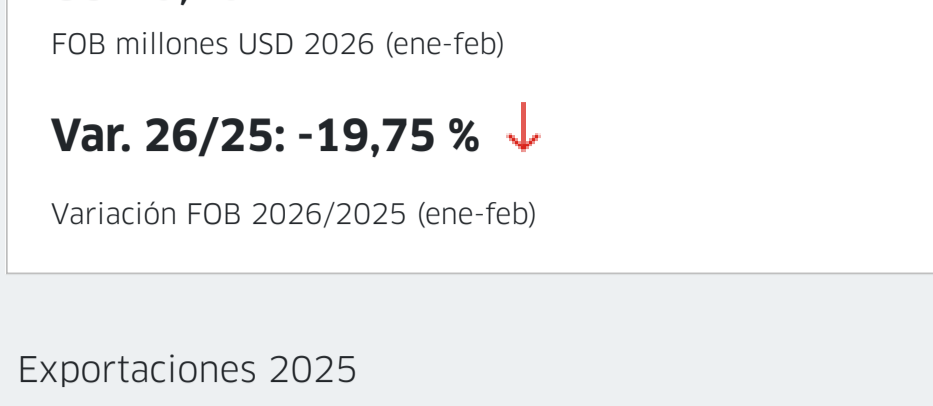 FOB millones USD 2026 (ene-feb)
Var. 26/25: -19,75 %
Variación FOB 2026/2025 (ene-feb)
Exportaciones 2025